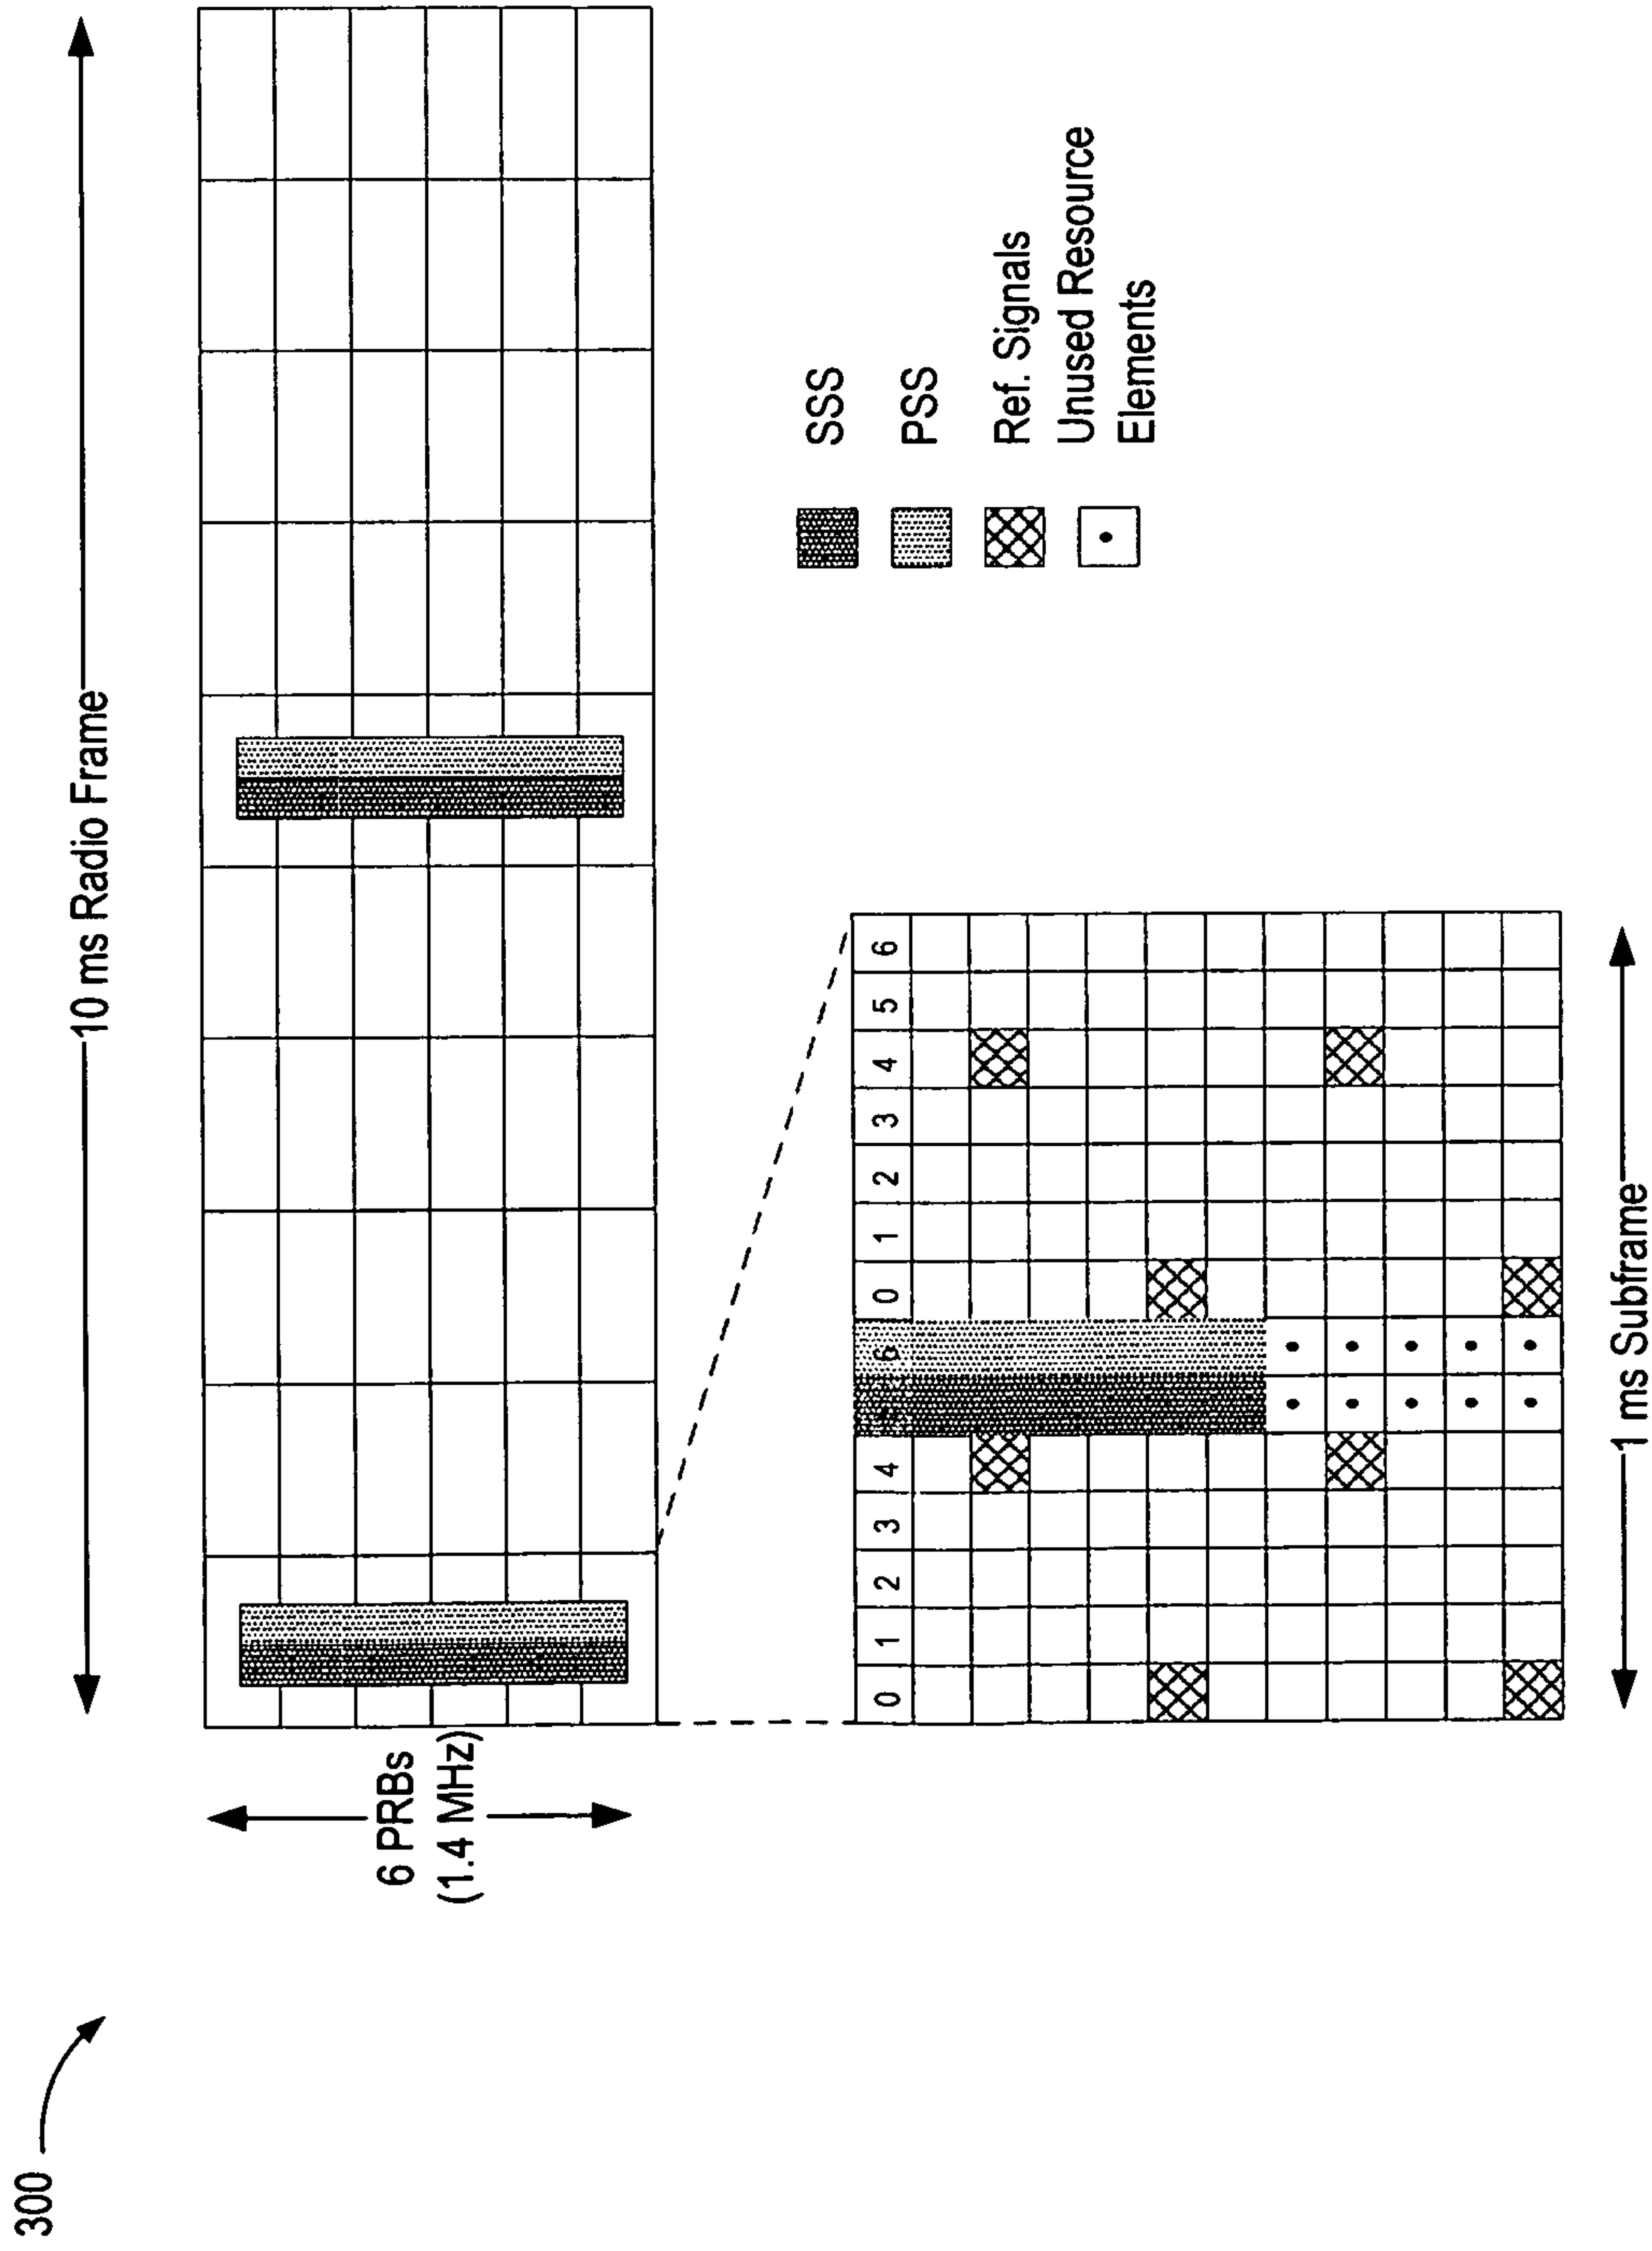 300
10 ms Radio Frame
6 PRBs
(1.4 MHz)
0 1 2 3 4 6 0 1 2 3 4 5 6
SSS
PSS
Ref. Signals
Unused Resource
Elements
1 ms Subframe